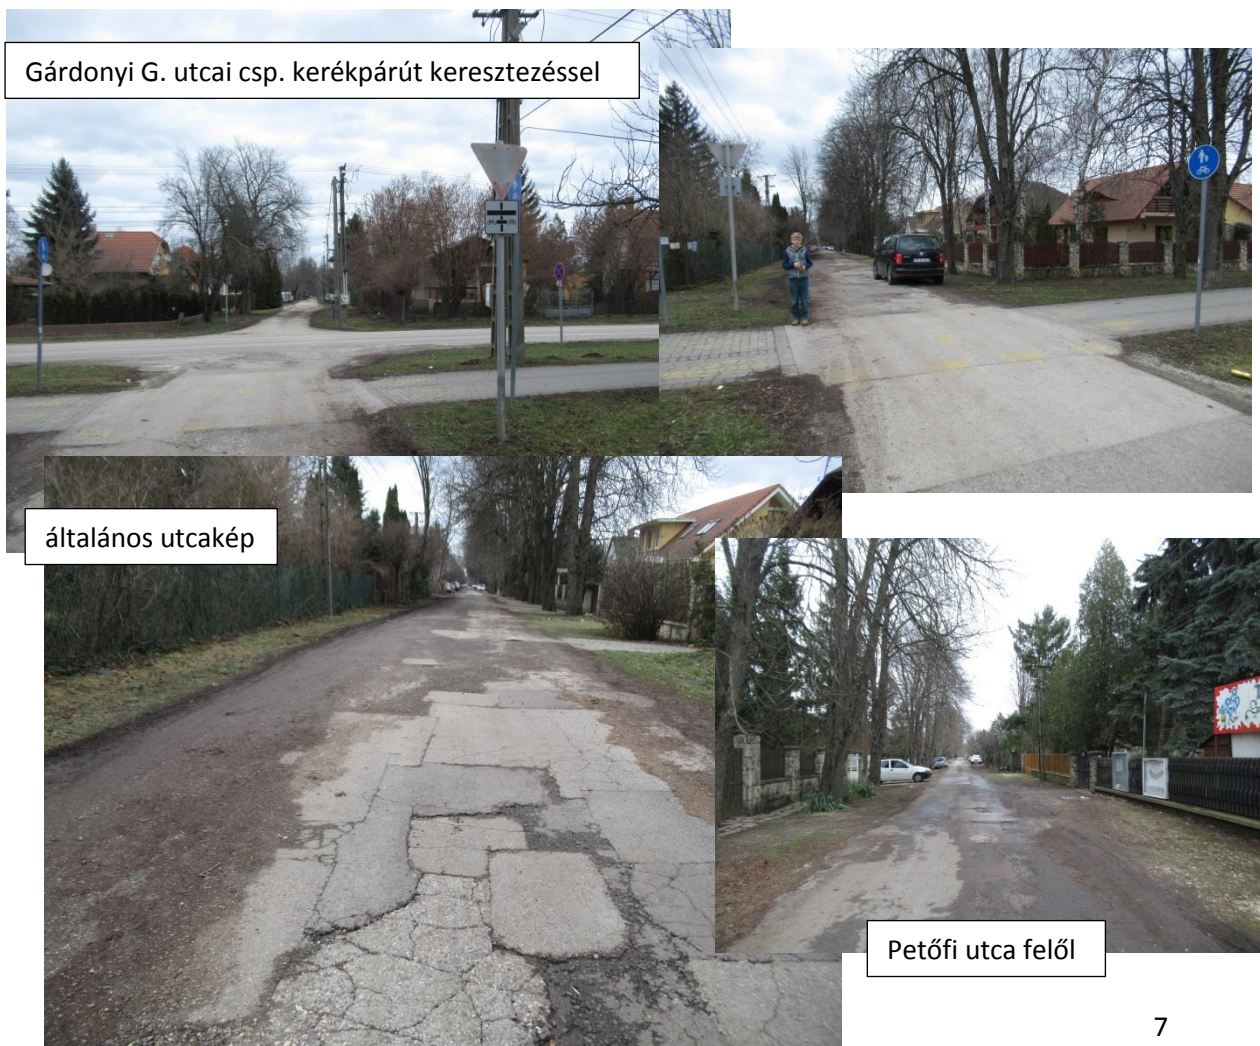 Gárdonyi G. utcai csp. kerékpárút keresztezéssel
általános utcakép
Petőfi utca felől
7